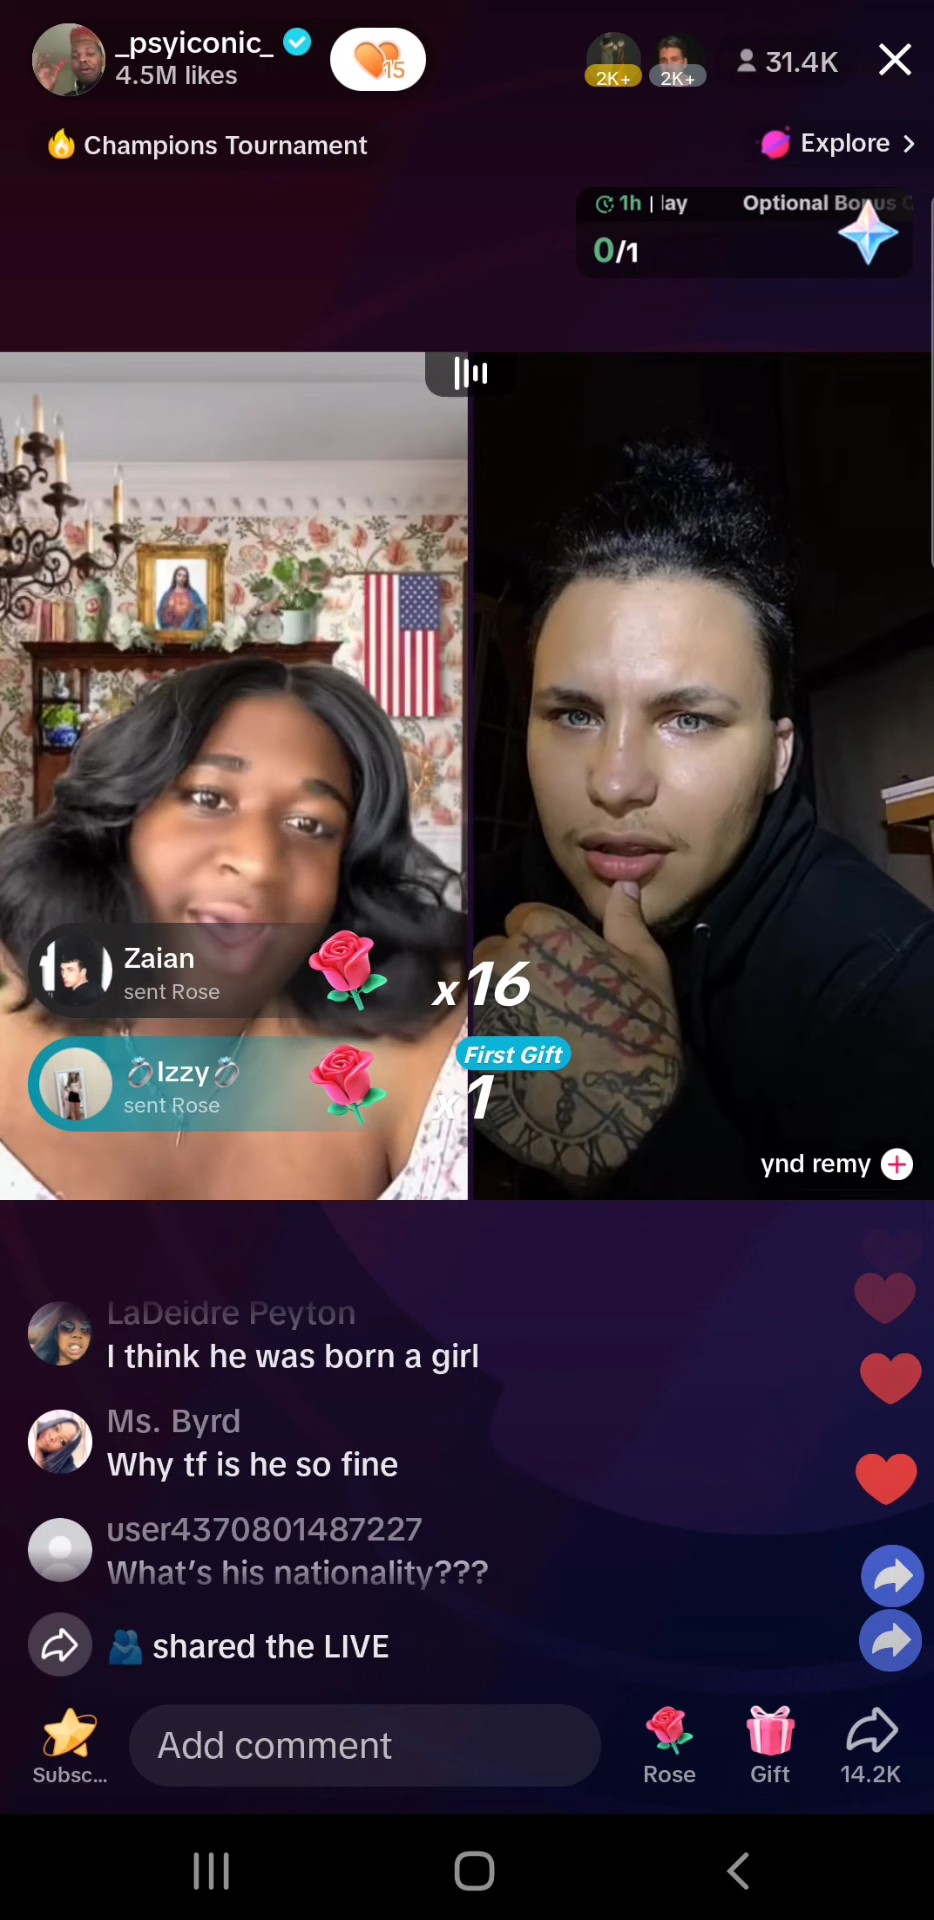 _psyiconic_
4.5M likes
15
2K+
2K+
31.4K
Champions Tournament
Explore >
1h | lay Optional Bonus
0/1
Zaian
sent Rose
x16
First Gift
💍Izzy💍
sent Rose
x1
ynd remy
LaDeidre Peyton
I think he was born a girl
Ms. Byrd
Why tf is he so fine
user4370801487227
What's his nationality???
🫂 shared the LIVE
Subsc...
Add comment
Rose
Gift
14.2K